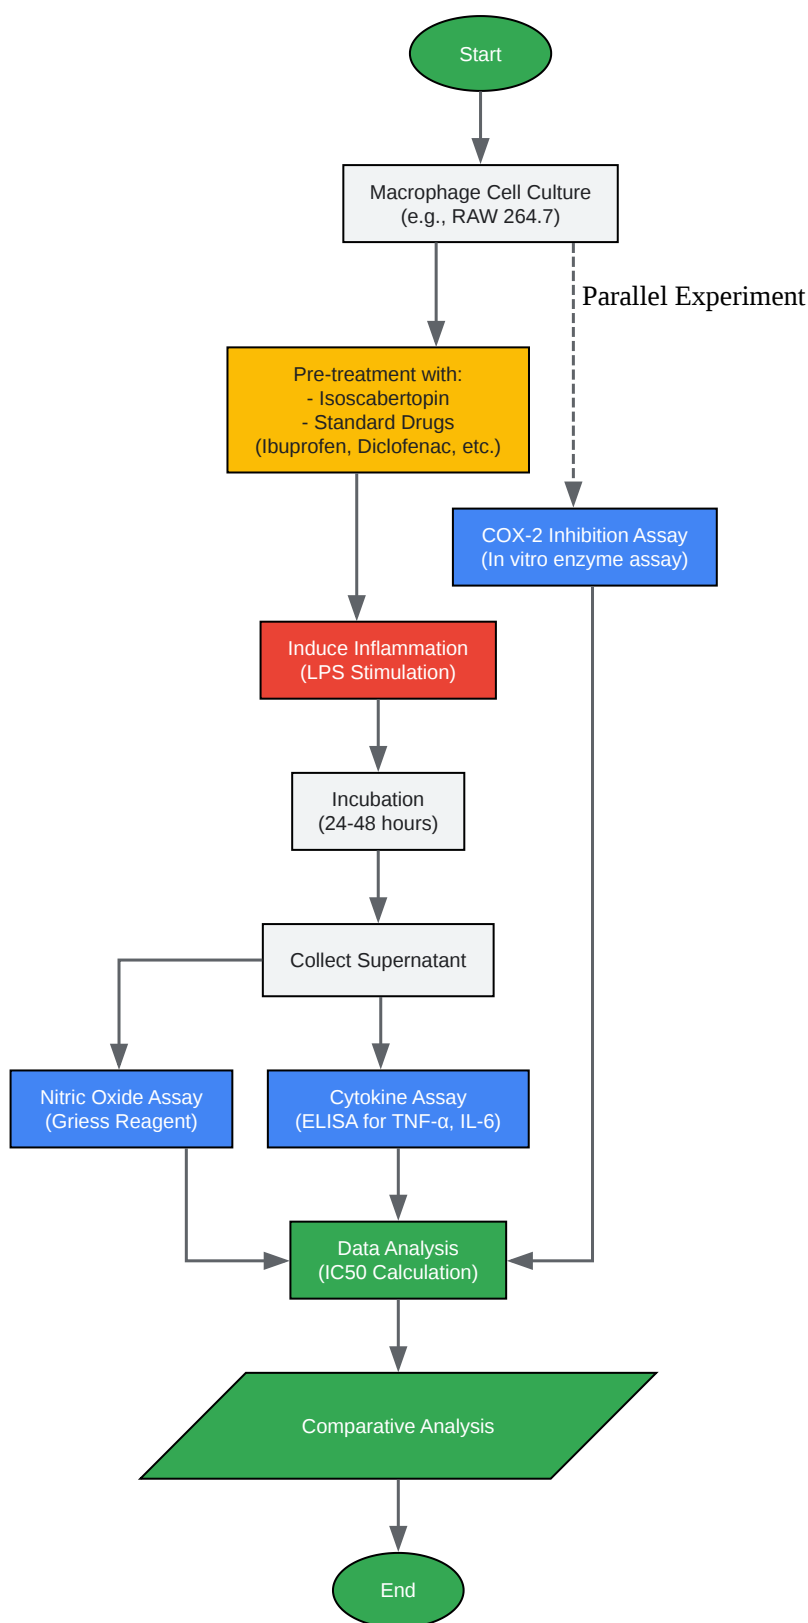 Start
Macrophage Cell Culture
(e.g., RAW 264.7)
Parallel Experiment
Pre-treatment with:
- Isoscabertopin
- Standard Drugs
(Ibuprofen, Diclofenac, etc.)
COX-2 Inhibition Assay
(In vitro enzyme assay)
Induce Inflammation
(LPS Stimulation)
Incubation
(24-48 hours)
Collect Supernatant
Nitric Oxide Assay
(Griess Reagent)
Cytokine Assay
(ELISA for TNF-α, IL-6)
Data Analysis
(IC50 Calculation)
Comparative Analysis
End